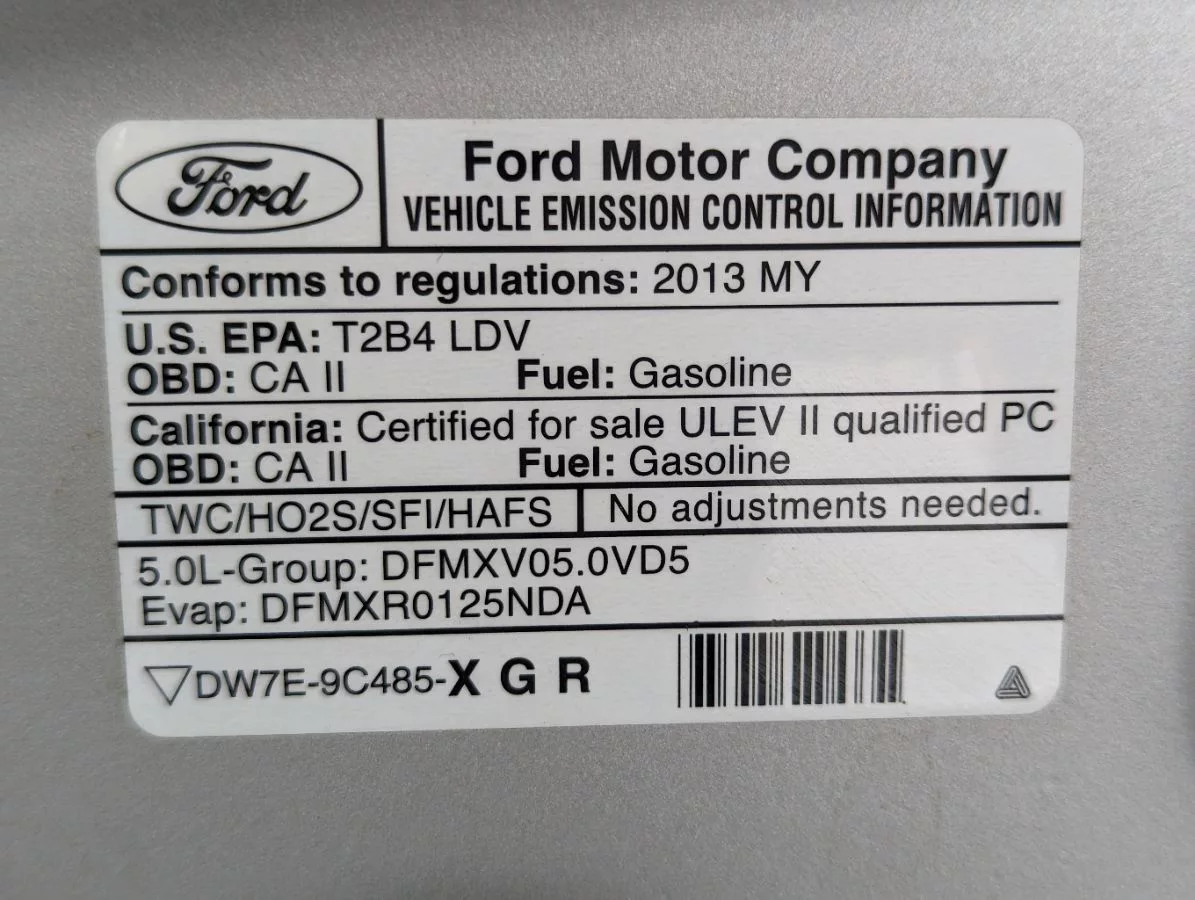 Ford
Ford Motor Company
VEHICLE EMISSION CONTROL INFORMATION
Conforms to regulations: 2013 MY
U.S. EPA: T2B4 LDV
OBD: CA II Fuel: Gasoline
California: Certified for sale ULEV II qualified PC
OBD: CA II Fuel: Gasoline
TWC/HO2S/SFI/HAFS No adjustments needed.
5.0L-Group: DFMXV05.0VD5
Evap: DFMXR0125NDA
▽DW7E-9C485-X G R